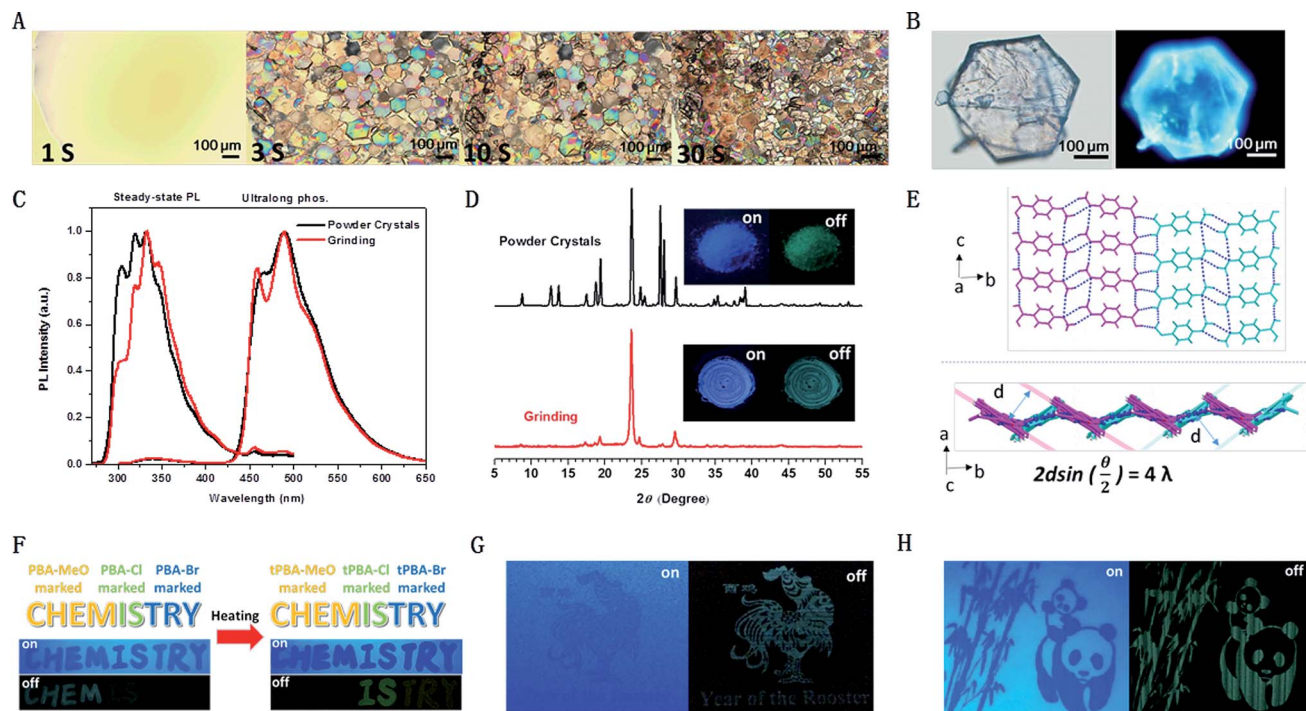 A
1 S
100 μm
3 S
100 μm
10 S
100 μm
30 S
100 μm
B
100 μm
100 μm
C
Steady-state PL
Ultralong phos.
Powder Crystals
Grinding
PL Intensity (a.u.)
1.0
0.8
0.6
0.4
0.2
0.0
300 350 400 450 500 550 600 650
Wavelength (nm)
D
Powder Crystals
on
off
Grinding
on
off
5 10 15 20 25 30 35 40 45 50 55
2θ (Degree)
E
c
a
b
d
d
a
c
b
2dsin (θ/2) = 4 λ
F
PBA-MeO PBA-Cl PBA-Br
marked marked marked
CHEMISTRY
on
CHEMISTRY
off
CHEMIS
Heating
tPBA-MeO tPBA-Cl tPBA-Br
marked marked marked
CHEMISTRY
on
CHEMISTRY
off
ISTRY
G
on
off
Year of the Rooster
H
on
off